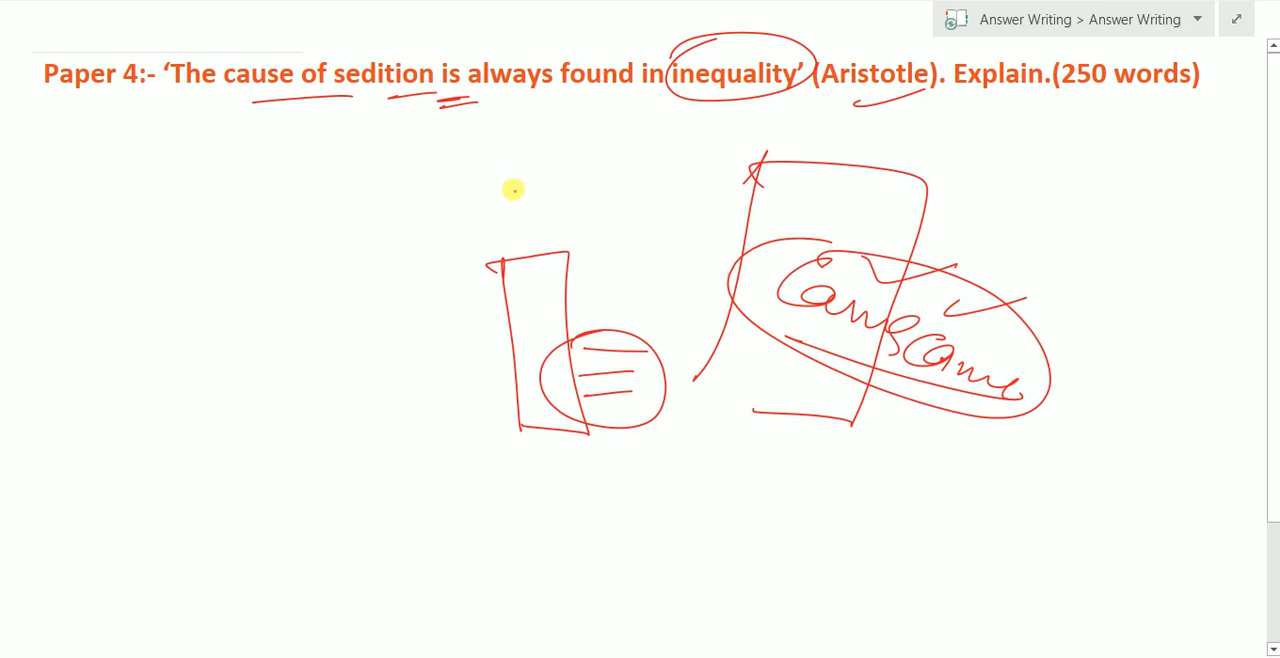 Answer Writing > Answer Writing
Paper 4:- ‘The cause of sedition is always found in inequality’ (Aristotle). Explain.(250 words)